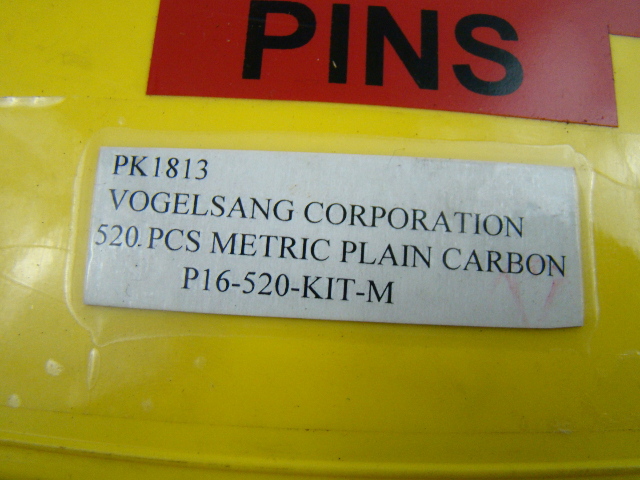 PINS
PK1813
VOGELSANG CORPORATION
520. PCS METRIC PLAIN CARBON
P16-520-KIT-M